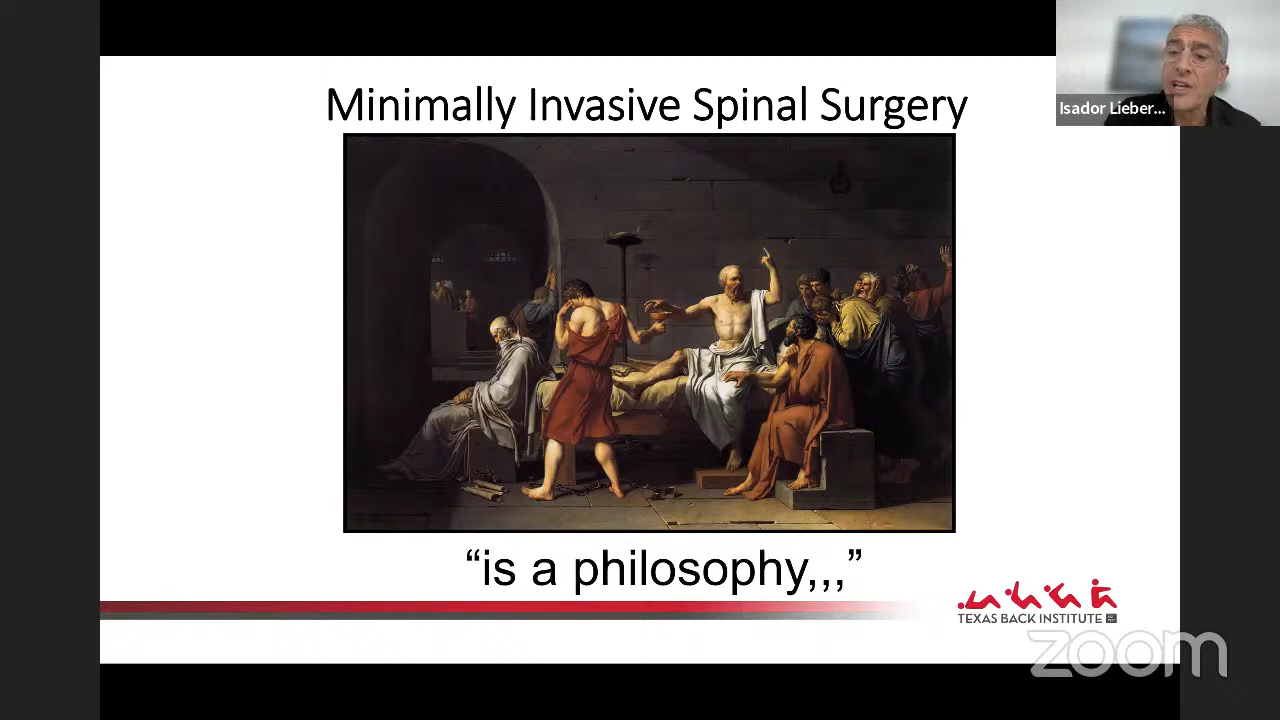 Minimally Invasive Spinal Surgery
Isador Lieber...
“is a philosophy,,,”
TEXAS BACK INSTITUTE
zoom